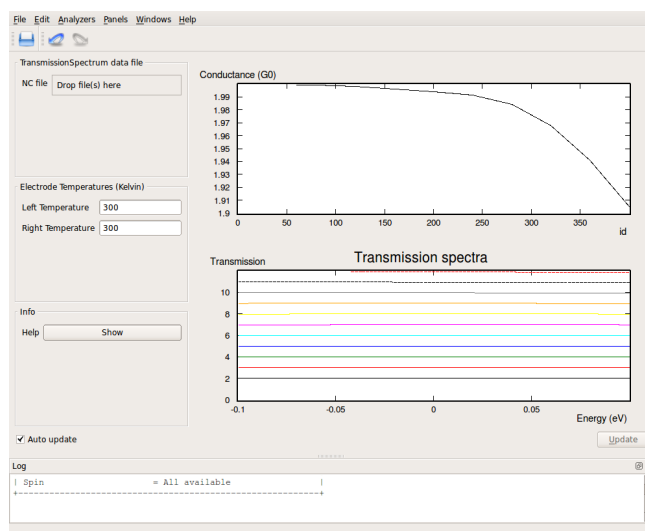 File Edit Analyzers Panels Windows Help
TransmissionSpectrum data file
NC file Drop file(s) here
Conductance (G0)
1.99
1.98
1.97
1.96
1.95
1.94
1.93
1.92
1.91
1.9
0 50 100 150 200 250 300 350
id
Electrode Temperatures (Kelvin)
Left Temperature 300
Right Temperature 300
Transmission Transmission spectra
10
8
6
4
2
0
-0.1 -0.05 0 0.05
Energy (eV)
Info
Help Show
Auto update Update
Log
| Spin = All available |
+------------------------------------------------------------+